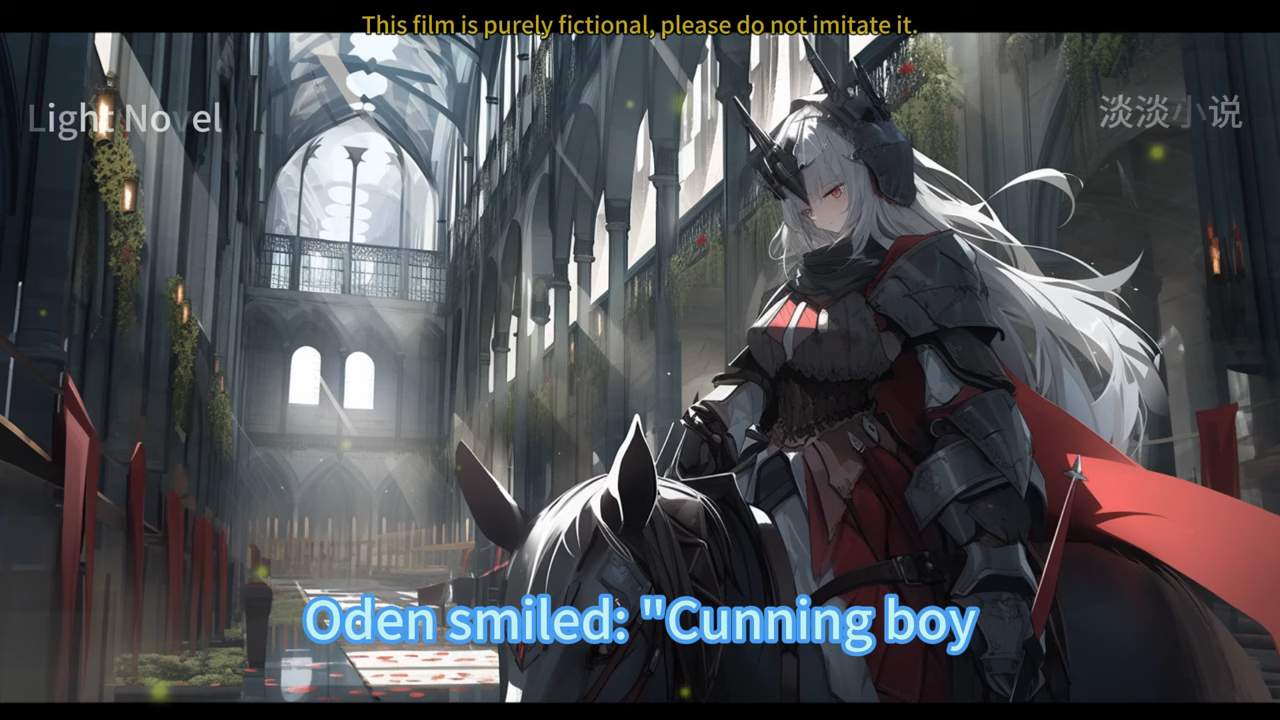 This film is purely fictional, please do not imitate it.
Light Novel
淡淡小说
Oden smiled: "Cunning boy